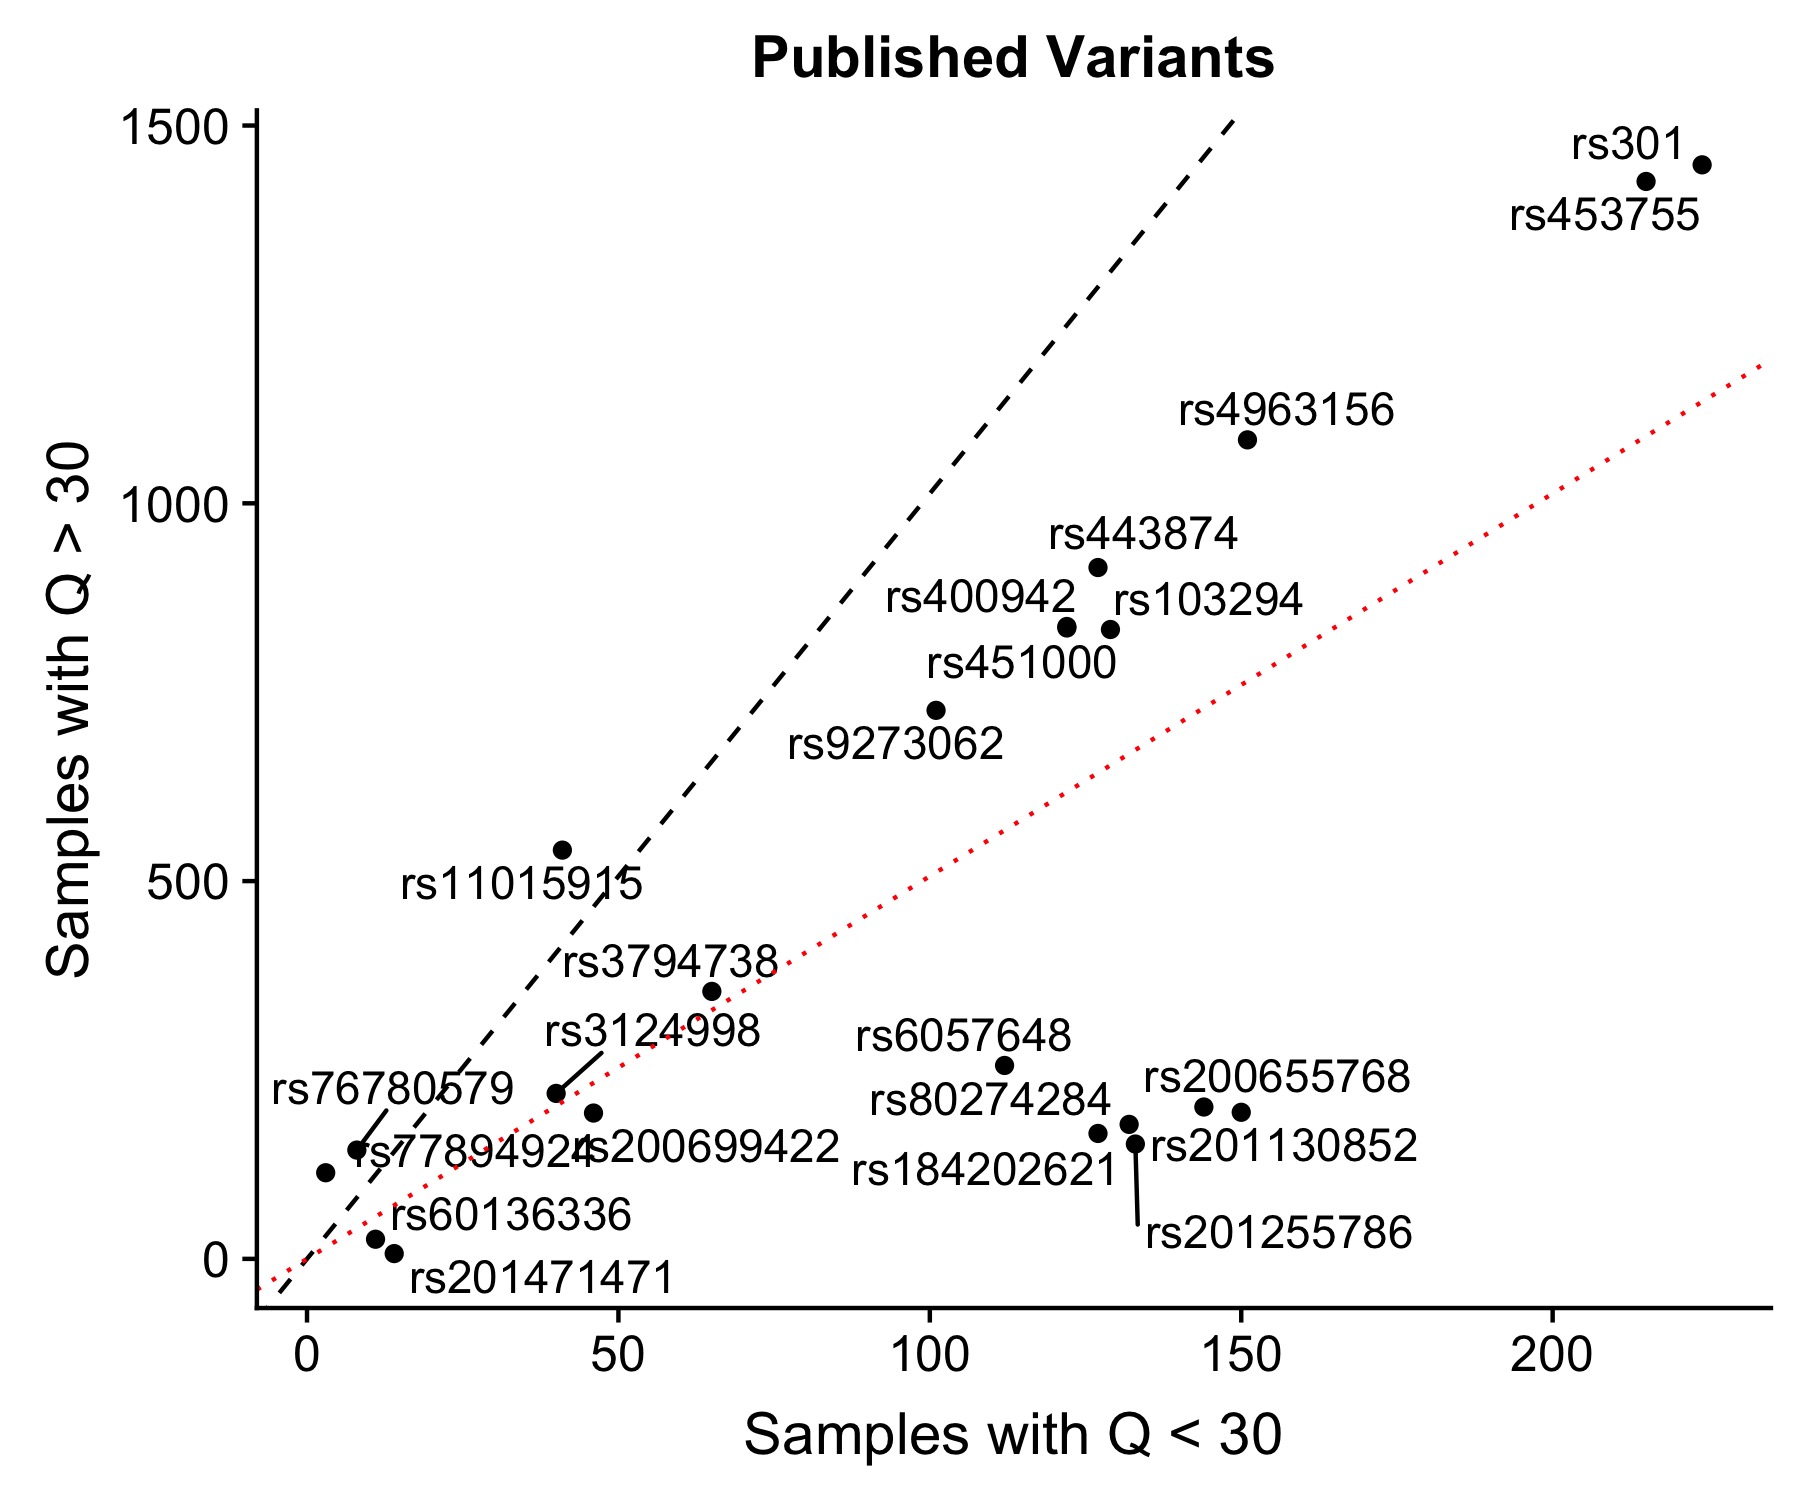 Published Variants
1500
rs301
rs453755
rs4963156
1000
rs443874
rs400942
rs103294
rs451000
rs9273062
500
rs11015915
rs3794738
rs3124998
rs6057648
rs76780579
rs200655768
rs80274284
rs77894924
rs200699422
rs201130852
rs184202621
rs60136336
rs201255786
0
rs201471471
0 50 100 150 200
Samples with Q < 30
Samples with Q > 30